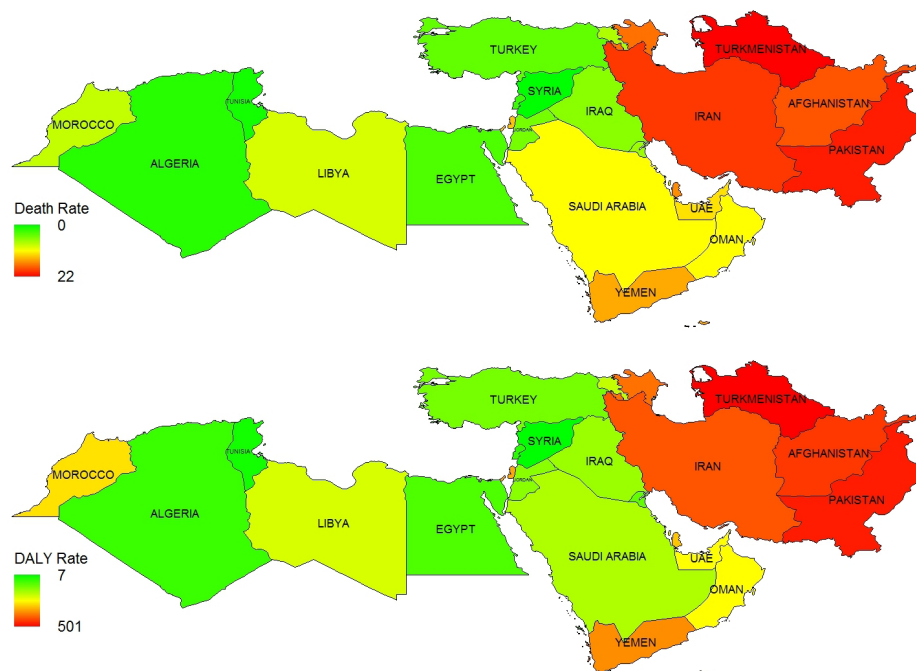 TURKEY
TURKMENISTAN
SYRIA
AFGHANISTAN
TUNISIA
IRAQ
IRAN
MOROCCO
JORDAN
PAKISTAN
ALGERIA
LIBYA
EGYPT
SAUDI ARABIA
UAE
Death Rate
0
22
OMAN
YEMEN
TURKEY
TURKMENISTAN
SYRIA
TUNISIA
AFGHANISTAN
IRAQ
IRAN
MOROCCO
JORDAN
PAKISTAN
ALGERIA
LIBYA
EGYPT
SAUDI ARABIA
UAE
DALY Rate
7
501
OMAN
YEMEN